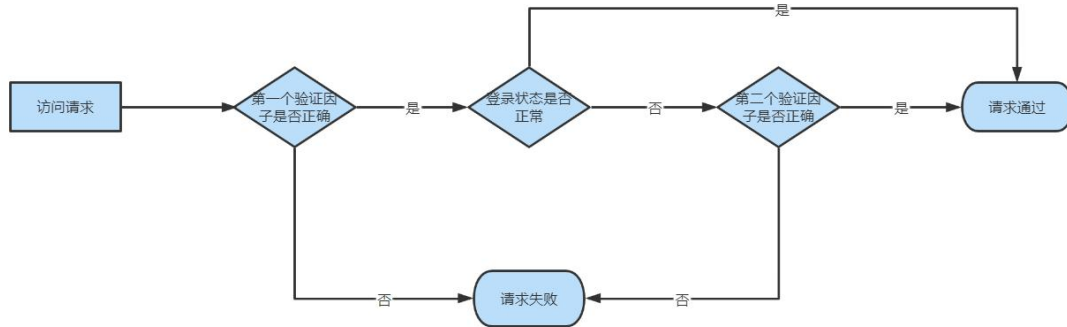 是
访问请求
第一个验证因
子是否正确
是
登录状态是否
正常
否
第二个验证因
子是否正确
是
请求通过
否
请求失败
否